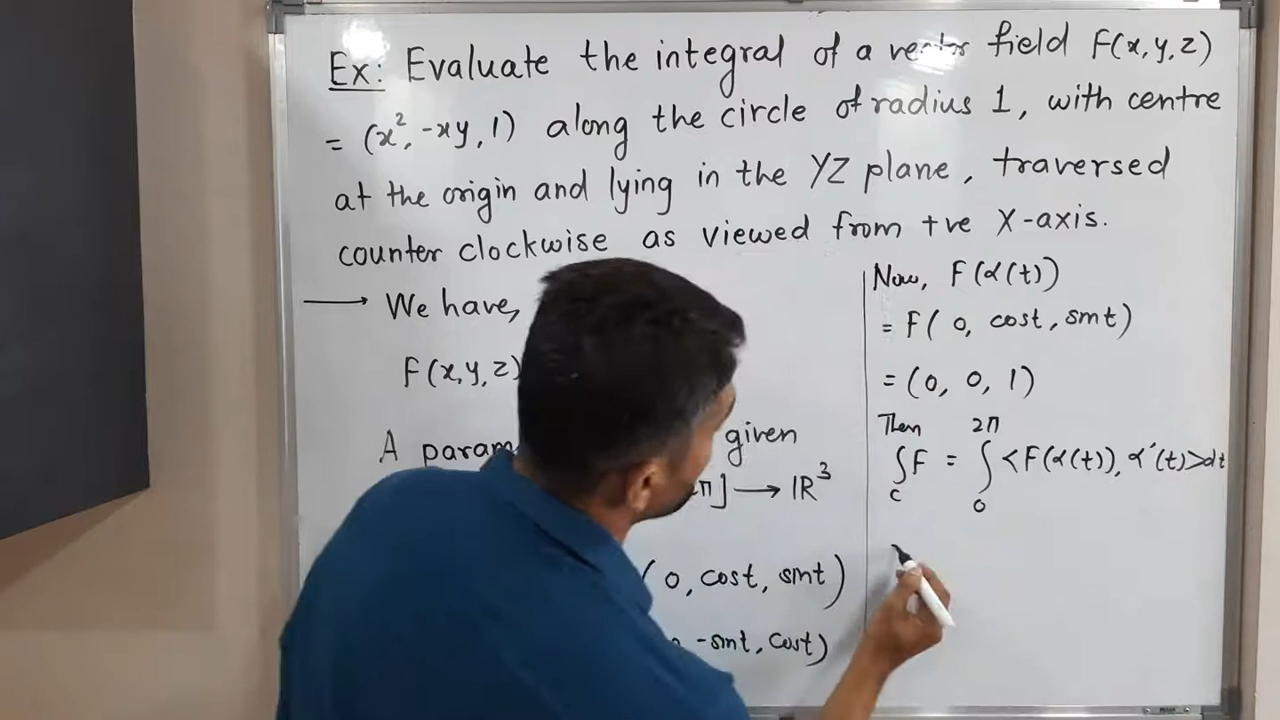 Ex: Evaluate the integral of a vector field F(x,y,z)
= (x², -xy, 1) along the circle of radius 1, with centre
at the origin and lying in the YZ plane, traversed
counter clockwise as viewed from +ve X-axis.
→ We have,
F(x,y,z)
A param given
π] → IR³
(0, cost, sint)
-sint, cost)
Now, F(α(t))
= F(0, cost, sint)
= (0, 0, 1)
Then
∫_C F = ∫_0^{2π} <F(α(t)), α'(t)>dt